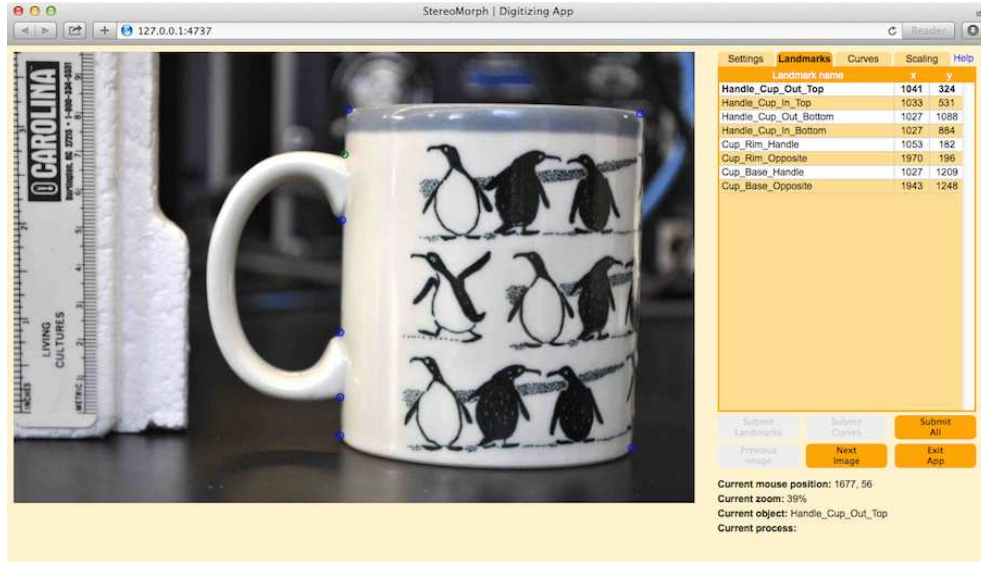 StereoMorph | Digitizing App
127.0.0.1:4737
Reader
Settings Landmarks Curves Scaling Help
Landmark name x y
Handle_Cup_Out_Top 1041 324
Handle_Cup_In_Top 1033 531
Handle_Cup_Out_Bottom 1027 1088
Handle_Cup_In_Bottom 1027 884
Cup_Rim_Handle 1053 182
Cup_Rim_Opposite 1970 196
Cup_Base_Handle 1027 1209
Cup_Base_Opposite 1943 1248
Submit Landmarks
Submit Curves
Submit All
Previous Image
Next Image
Exit App
Current mouse position: 1677, 56
Current zoom: 39%
Current object: Handle_Cup_Out_Top
Current process:
CAROLINA
LIVING
CULTURES
INCHES
METRIC 1